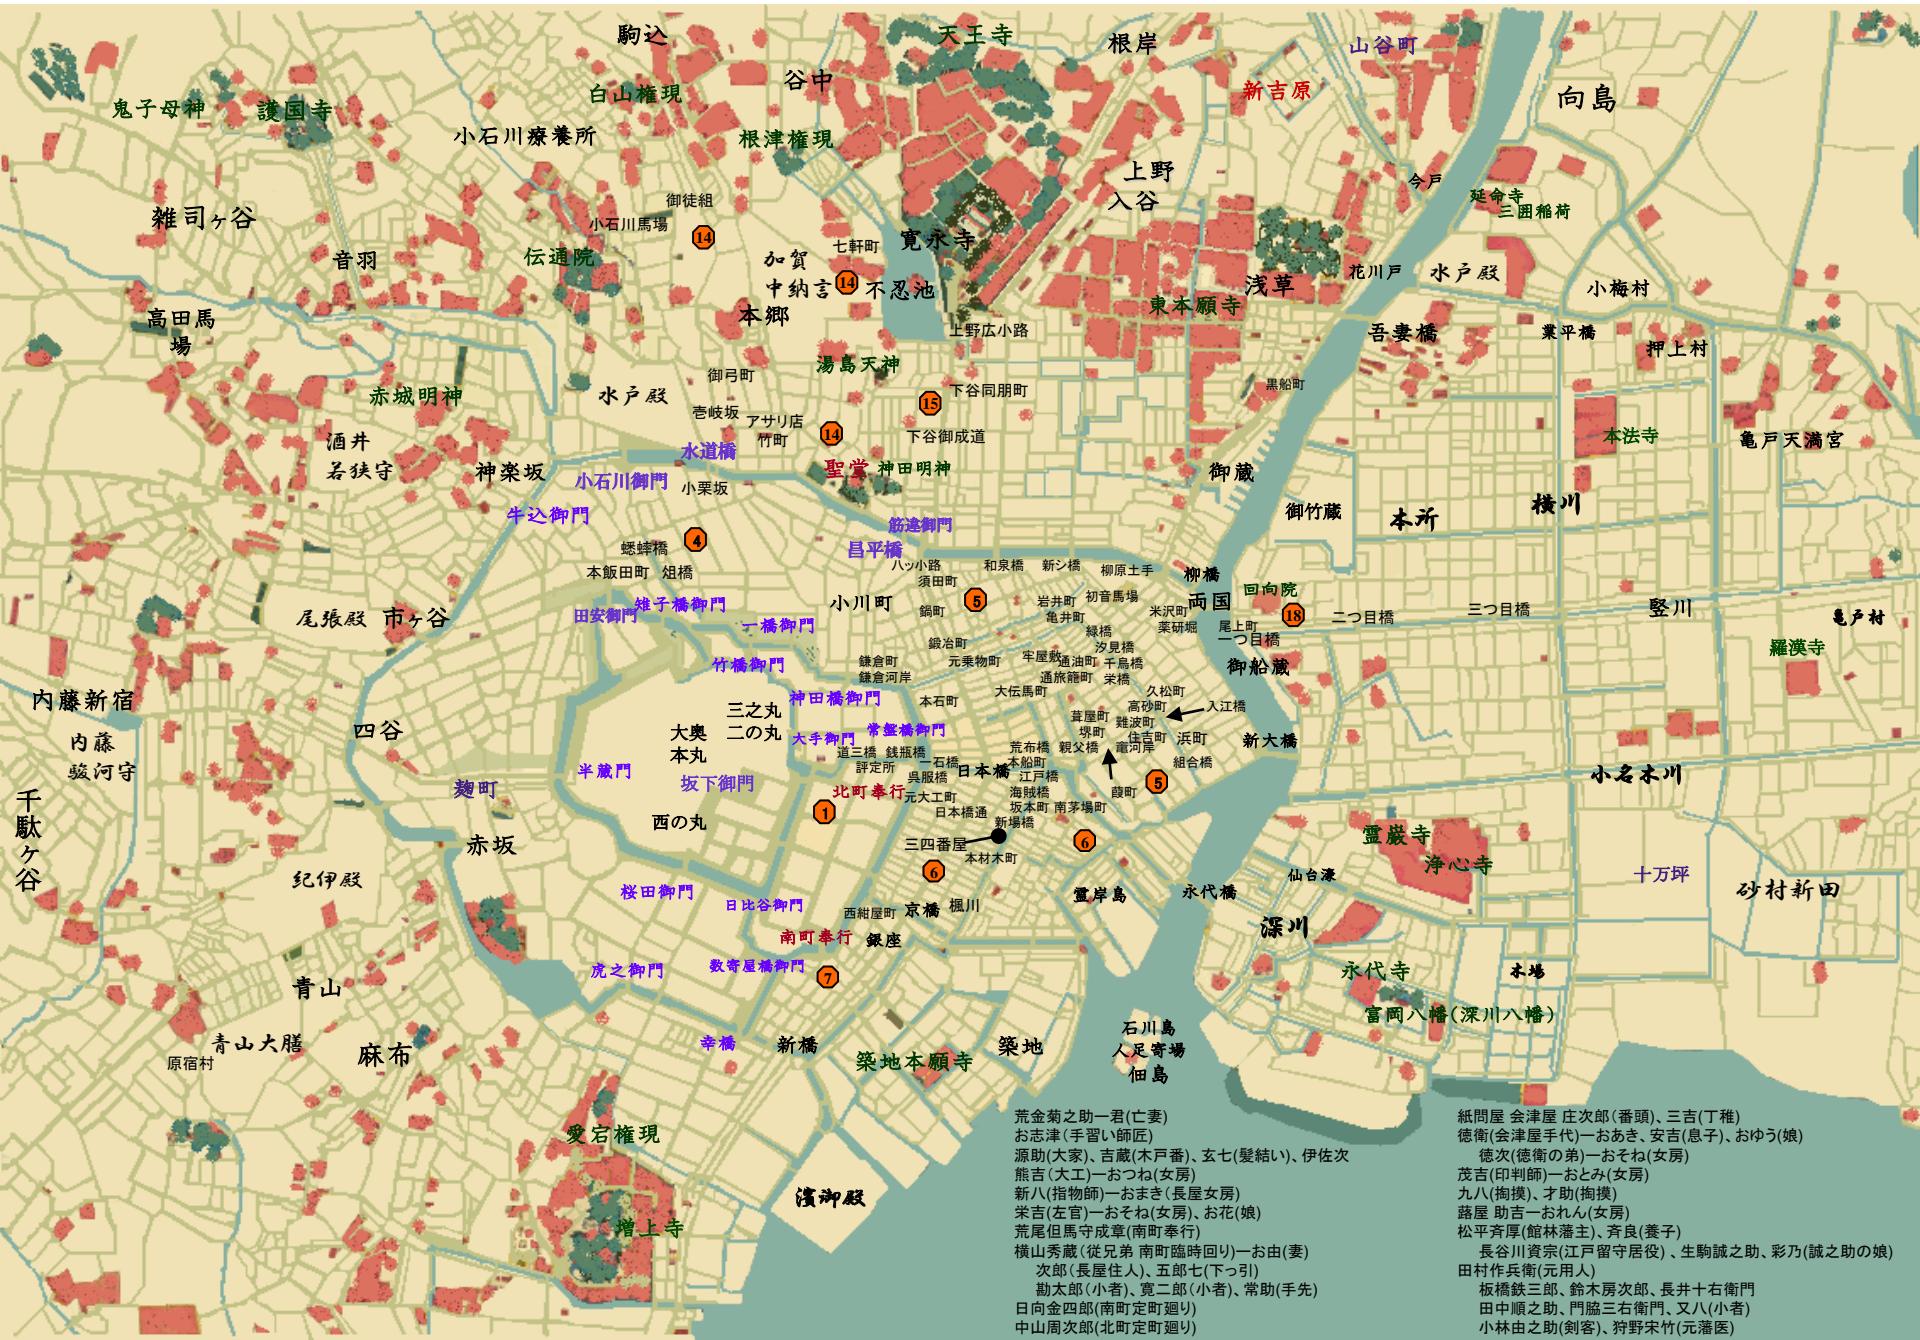 駒込
天王寺
根岸
山谷町
谷中
新吉原
向島
鬼子母神
護国寺
白山権現
小石川療養所
根津権現
上野
入谷
今戸
延命寺
三囲稲荷
御徒組
雑司ヶ谷
小石川馬場
14
七軒町
寛永寺
音羽
伝通院
加賀
中納言
14
不忍池
浅草
花川戸
水戸殿
小梅村
東本願寺
本郷
高田馬
場
上野広小路
吾妻橋
業平橋
押上村
湯島天神
御弓町
黒船町
赤城明神
水戸殿
15
下谷同朋町
壱岐坂
アサリ店
竹町
14
下谷御成道
酒井
若狭守
本法寺
亀戸天満宮
水道橋
神楽坂
小石川御門
小栗坂
聖堂
神田明神
御蔵
牛込御門
筋違御門
御竹蔵
本所
横川
4
蟋蟀橋
昌平橋
本飯田町
俎橋
八ッ小路
和泉橋
新シ橋
柳原土手
柳橋
須田町
回向院
尾張殿
市ヶ谷
田安御門
雉子橋御門
小川町
鍋町
5
岩井町
初音馬場
亀井町
米沢町
両国
18
二つ目橋
三つ目橋
竪川
亀戸村
一橋御門
薬研堀
尾上町
一つ目橋
緑橋
汐見橋
鍛冶町
羅漢寺
竹橋御門
鎌倉町
鎌倉河岸
元乗物町
牢屋敷
通油町
千鳥橋
通旅籠町
栄橋
御船蔵
内藤新宿
神田橋御門
本石町
大伝馬町
久松町
高砂町
入江橋
三之丸
二の丸
大奥
本丸
葺屋町
難波町
堺町
住吉町
浜町
四谷
大手御門
常盤橋御門
新大橋
内藤
駿河守
道三橋
銭瓶橋
評定所
一石橋
荒布橋
親父橋
竃河岸
組合橋
半蔵門
坂下御門
呉服橋
日本橋
本船町
江戸橋
小名木川
麹町
北町奉行
元大工町
海賊橋
葭町
5
千駄ヶ谷
1
日本橋通
坂本町
南茅場町
西の丸
新場橋
赤坂
三四番屋
6
霊巌寺
本材木町
浄心寺
紀伊殿
6
仙台濠
十万坪
砂村新田
桜田御門
日比谷御門
西紺屋町
京橋
楓川
霊岸島
永代橋
深川
南町奉行
銀座
虎之御門
数寄屋橋御門
7
永代寺
木場
青山
富岡八幡(深川八幡)
青山大膳
原宿村
麻布
幸橋
新橋
築地本願寺
築地
石川島
人足寄場
佃島
愛宕権現
濱御殿
増上寺
荒金菊之助一君(亡妻)
お志津(手習い師匠)
源助(大家)、吉蔵(木戸番)、玄七(髪結い)、伊佐次
熊吉(大工)一おつね(女房)
新八(指物師)一おまき(長屋女房)
栄吉(左官)一おそね(女房)、お花(娘)
荒尾但馬守成章(南町奉行)
横山秀蔵(従兄弟 南町臨時回り)一お由(妻)
次郎(長屋住人)、五郎七(下っ引)
勘太郎(小者)、寛二郎(小者)、常助(手先)
日向金四郎(南町定町廻り)
中山周次郎(北町定町廻り)
紙問屋 会津屋 庄次郎(番頭)、三吉(丁稚)
徳衛(会津屋手代)一おあき、安吉(息子)、おゆう(娘)
徳次(徳衛の弟)一おそね(女房)
茂吉(印判師)一おとみ(女房)
九八(掏摸)、才助(掏摸)
蕗屋 助吉一おれん(女房)
松平斉厚(館林藩主)、斉良(養子)
長谷川資宗(江戸留守居役)、生駒誠之助、彩乃(誠之助の娘)
田村作兵衛(元用人)
板橋鉄三郎、鈴木房次郎、長井十右衛門
田中順之助、門脇三右衛門、又八(小者)
小林由之助(剣客)、狩野宋竹(元藩医)